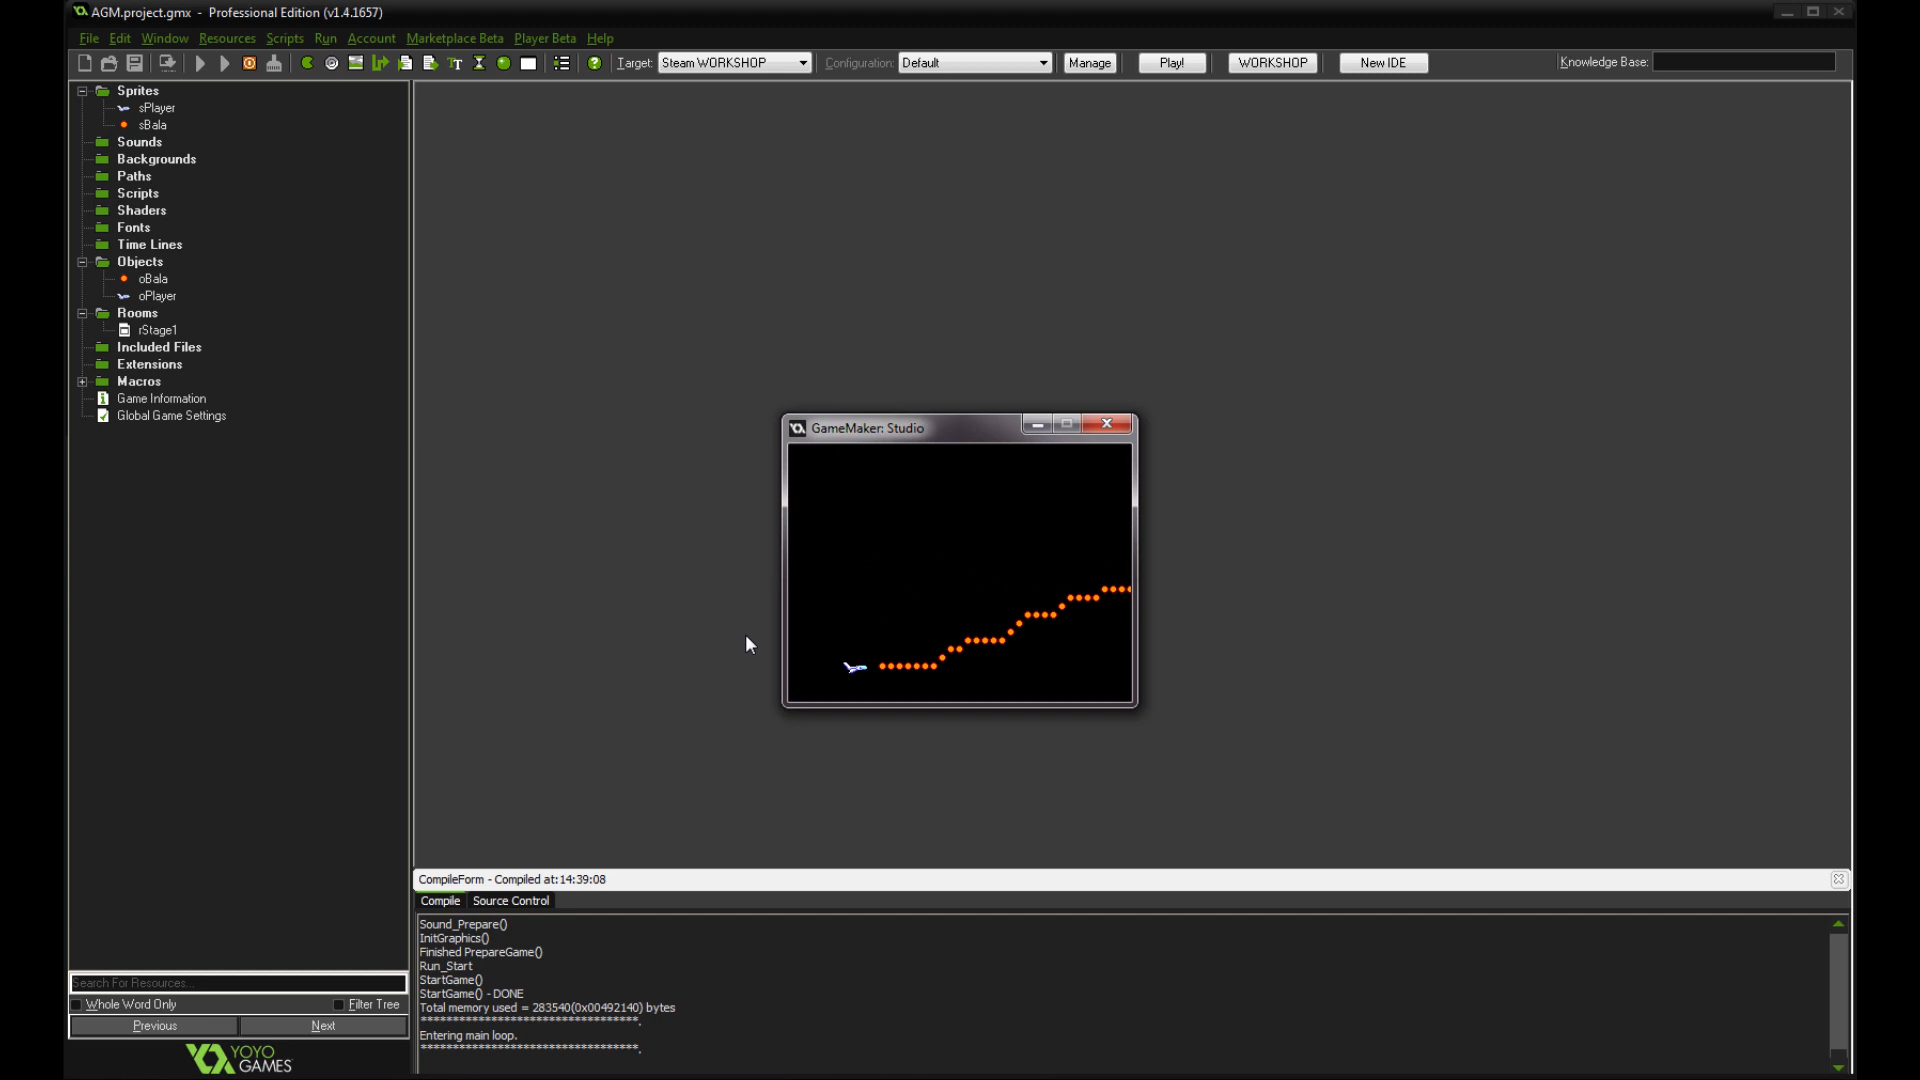 AGM.project.gmx - Professional Edition (v1.4.1657)
File Edit Window Resources Scripts Run Account Marketplace Beta Player Beta Help
Target: Steam WORKSHOP Configuration: Default Manage Play! WORKSHOP New IDE Knowledge Base:
Sprites
sPlayer
sBala
Sounds
Backgrounds
Paths
Scripts
Shaders
Fonts
Time Lines
Objects
oBala
oPlayer
Rooms
rStage1
Included Files
Extensions
Macros
Game Information
Global Game Settings
GameMaker: Studio
CompileForm - Compiled at:14:39:08
Compile Source Control
Sound_Prepare()
InitGraphics()
Finished PrepareGame()
Run_Start
StartGame()
StartGame() - DONE
Total memory used = 283540(0x00492140) bytes
**********************************.
Entering main loop.
**********************************.
Search For Resources...
Whole Word Only Filter Tree
Previous Next
YOYO
GAMES